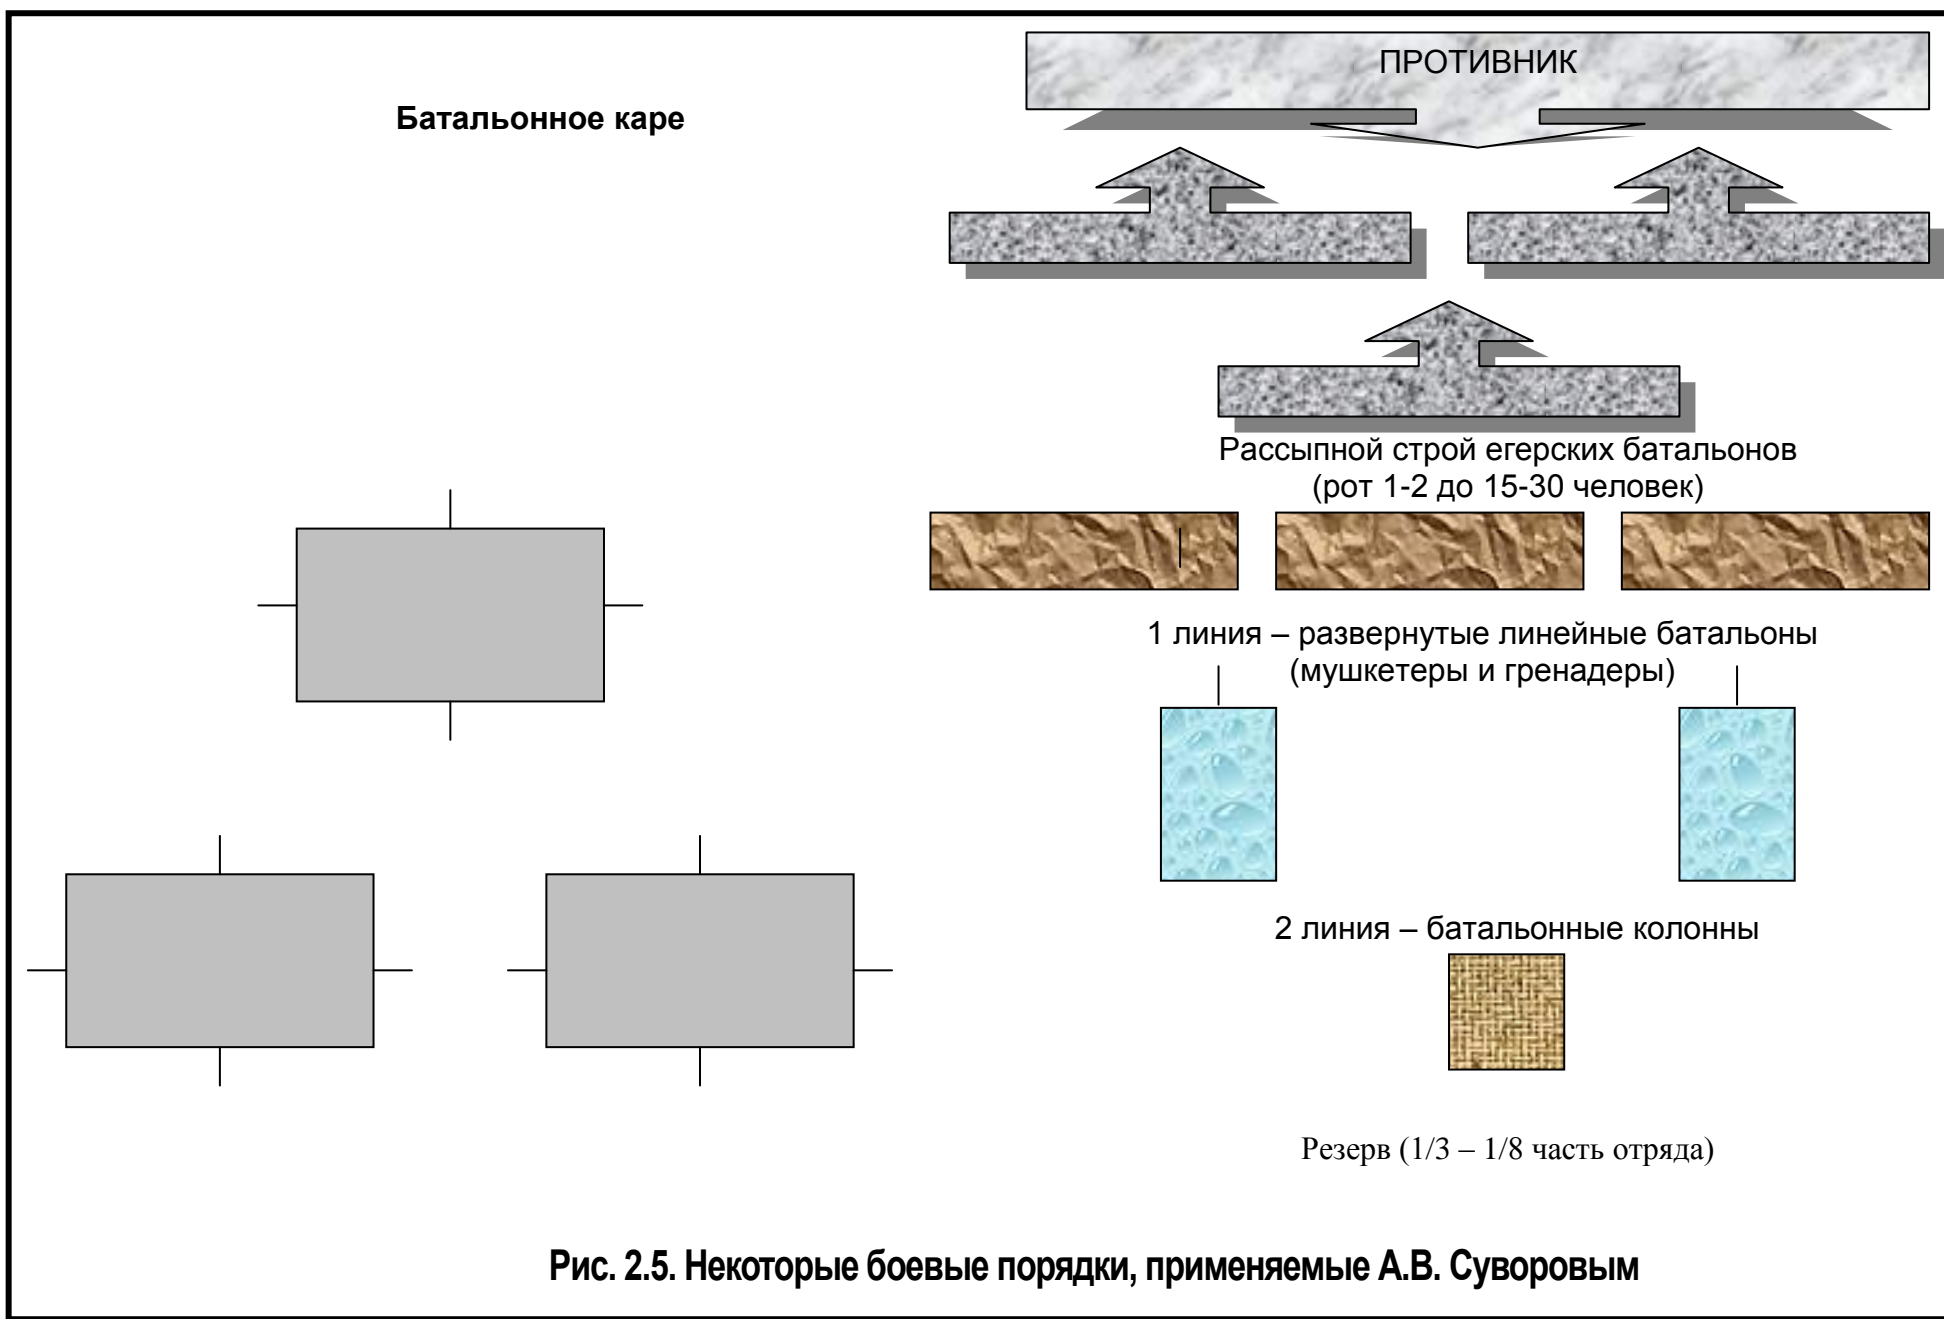 Батальонное каре
ПРОТИВНИК
Рассыпной строй егерских батальонов
(рот 1-2 до 15-30 человек)
1 линия – развернутые линейные батальоны
(мушкетеры и гренадеры)
2 линия – батальонные колонны
Резерв (1/3 – 1/8 часть отряда)
Рис. 2.5. Некоторые боевые порядки, применяемые А.В. Суворовым